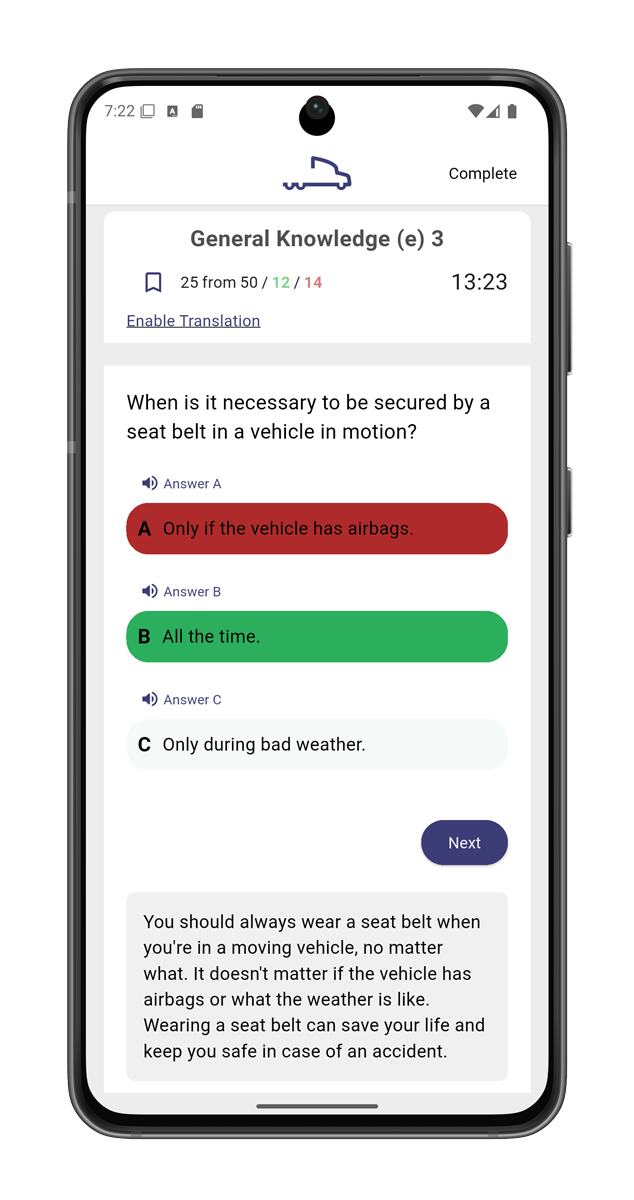 7:22
Complete
General Knowledge (e) 3
25 from 50 / 12 / 14
13:23
Enable Translation
When is it necessary to be secured by a
seat belt in a vehicle in motion?
Answer A
A Only if the vehicle has airbags.
Answer B
B All the time.
Answer C
C Only during bad weather.
Next
You should always wear a seat belt when
you're in a moving vehicle, no matter
what. It doesn't matter if the vehicle has
airbags or what the weather is like.
Wearing a seat belt can save your life and
keep you safe in case of an accident.